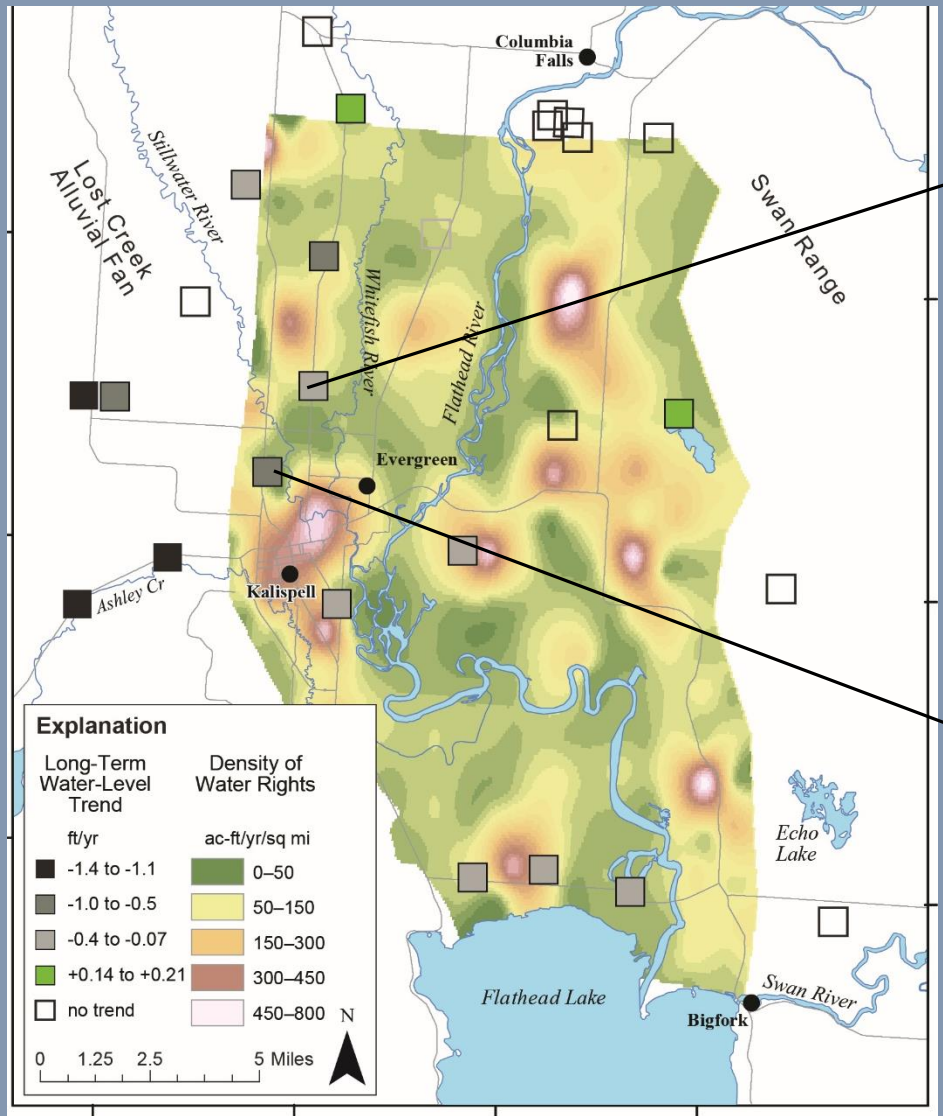 Columbia
Falls
Stillwater River
Lost Creek
Alluvial Fan
Swan Range
Whitefish River
Flathead River
Evergreen
Kalispell
Ashley Cr
Echo
Lake
Flathead Lake
Swan River
Bigfork
Explanation
Long-Term
Water-Level
Trend
ft/yr
-1.4 to -1.1
-1.0 to -0.5
-0.4 to -0.07
+0.14 to +0.21
no trend
Density of
Water Rights
ac-ft/yr/sq mi
0–50
50–150
150–300
300–450
450–800
N
0 1.25 2.5 5 Miles